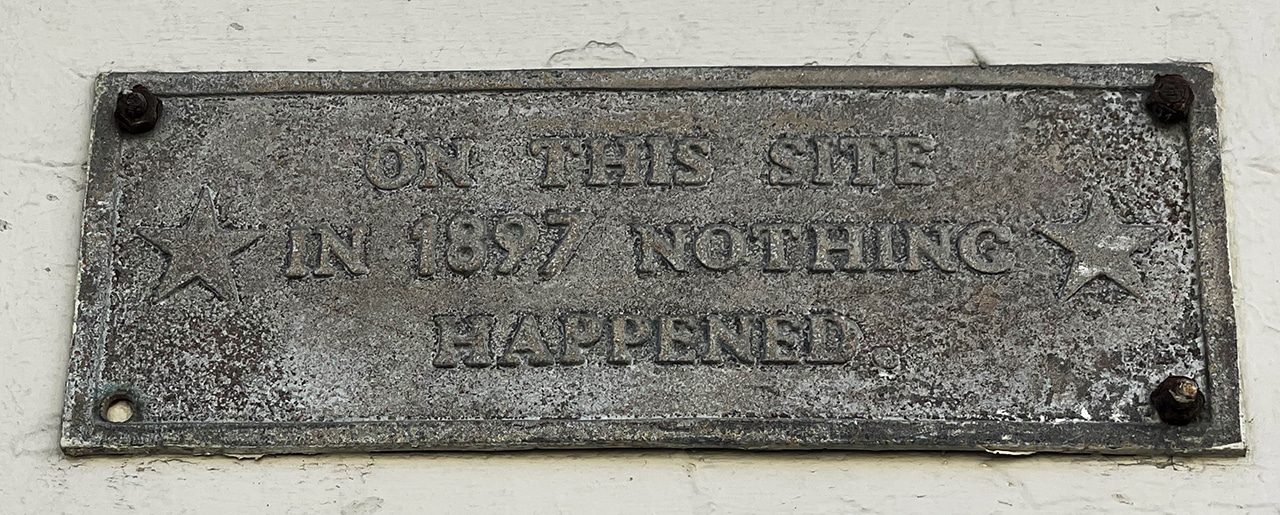 ON THIS SITE
IN 1897 NOTHING
HAPPENED.